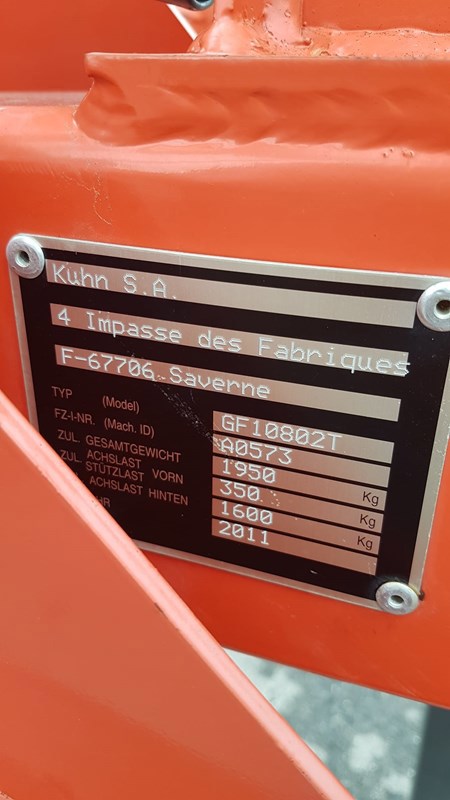 Kuhn S.A.
4 Impasse des Fabriques
F-67706 Saverne
TYP (Model) GF10802T
FZ-I-NR. (Mach. ID) A0573
ZUL. GESAMTGEWICHT 1950 Kg
ZUL. ACHSLAST VORN
STÜTZLAST 350 Kg
ACHSLAST HINTEN 1600 Kg
HR 2011